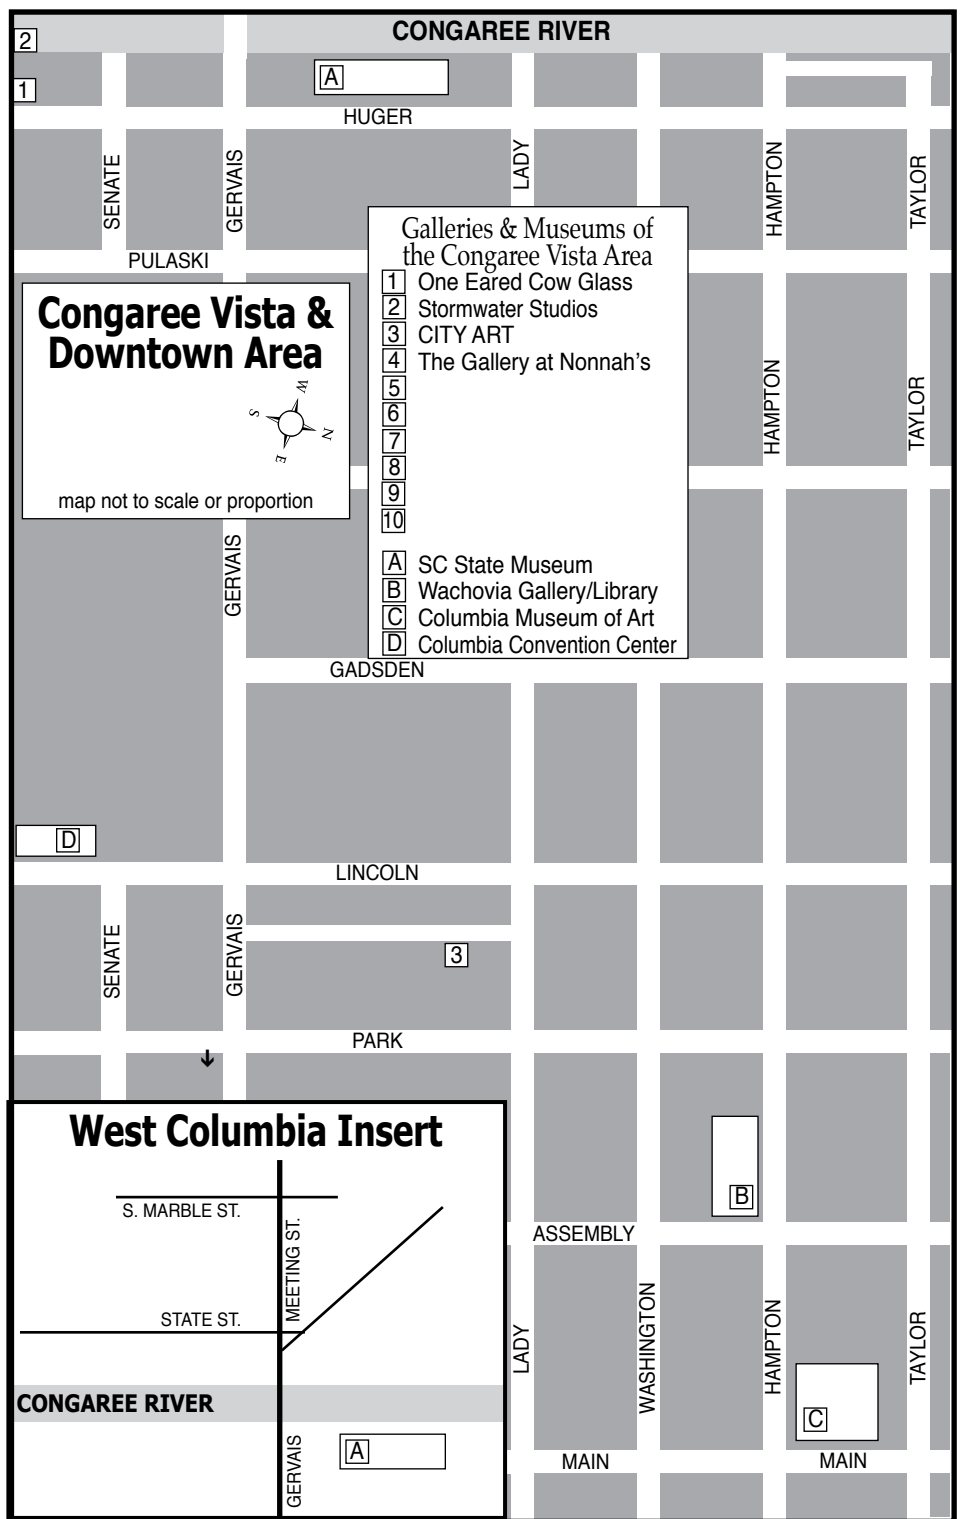 CONGAREE RIVER
2
1
A
HUGER
SENATE
GERVAIS
LADY
HAMPTON
TAYLOR
PULASKI
Galleries & Museums of
the Congaree Vista Area
1 One Eared Cow Glass
2 Stormwater Studios
3 CITY ART
4 The Gallery at Nonnah's
5
6
7
8
9
10
A SC State Museum
B Wachovia Gallery/Library
C Columbia Museum of Art
D Columbia Convention Center
Congaree Vista &
Downtown Area
W
S
N
E
map not to scale or proportion
HAMPTON
TAYLOR
GERVAIS
GADSDEN
D
LINCOLN
SENATE
GERVAIS
3
PARK
West Columbia Insert
S. MARBLE ST.
MEETING ST.
STATE ST.
CONGAREE RIVER
GERVAIS
A
B
ASSEMBLY
LADY
WASHINGTON
HAMPTON
TAYLOR
C
MAIN
MAIN